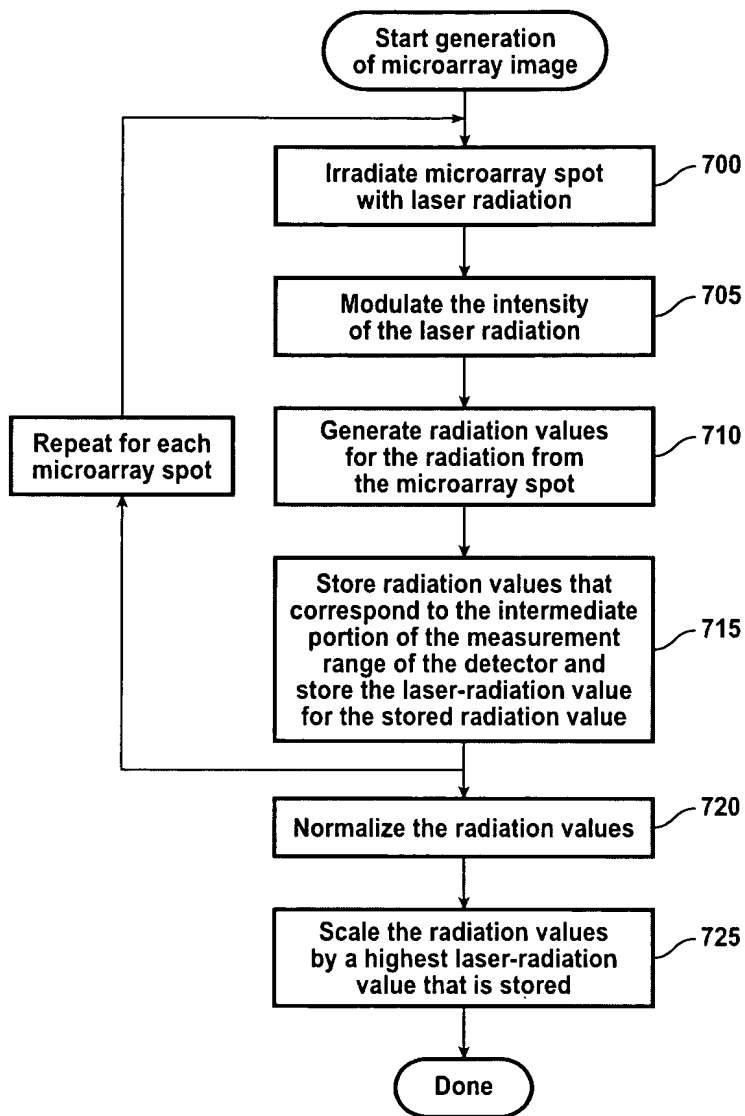 Start generation
of microarray image
Irradiate microarray spot
with laser radiation
700
Modulate the intensity
of the laser radiation
705
Generate radiation values
for the radiation from
the microarray spot
710
Repeat for each
microarray spot
Store radiation values that
correspond to the intermediate
portion of the measurement
range of the detector and
store the laser-radiation value
for the stored radiation value
715
Normalize the radiation values
720
Scale the radiation values
by a highest laser-radiation
value that is stored
725
Done